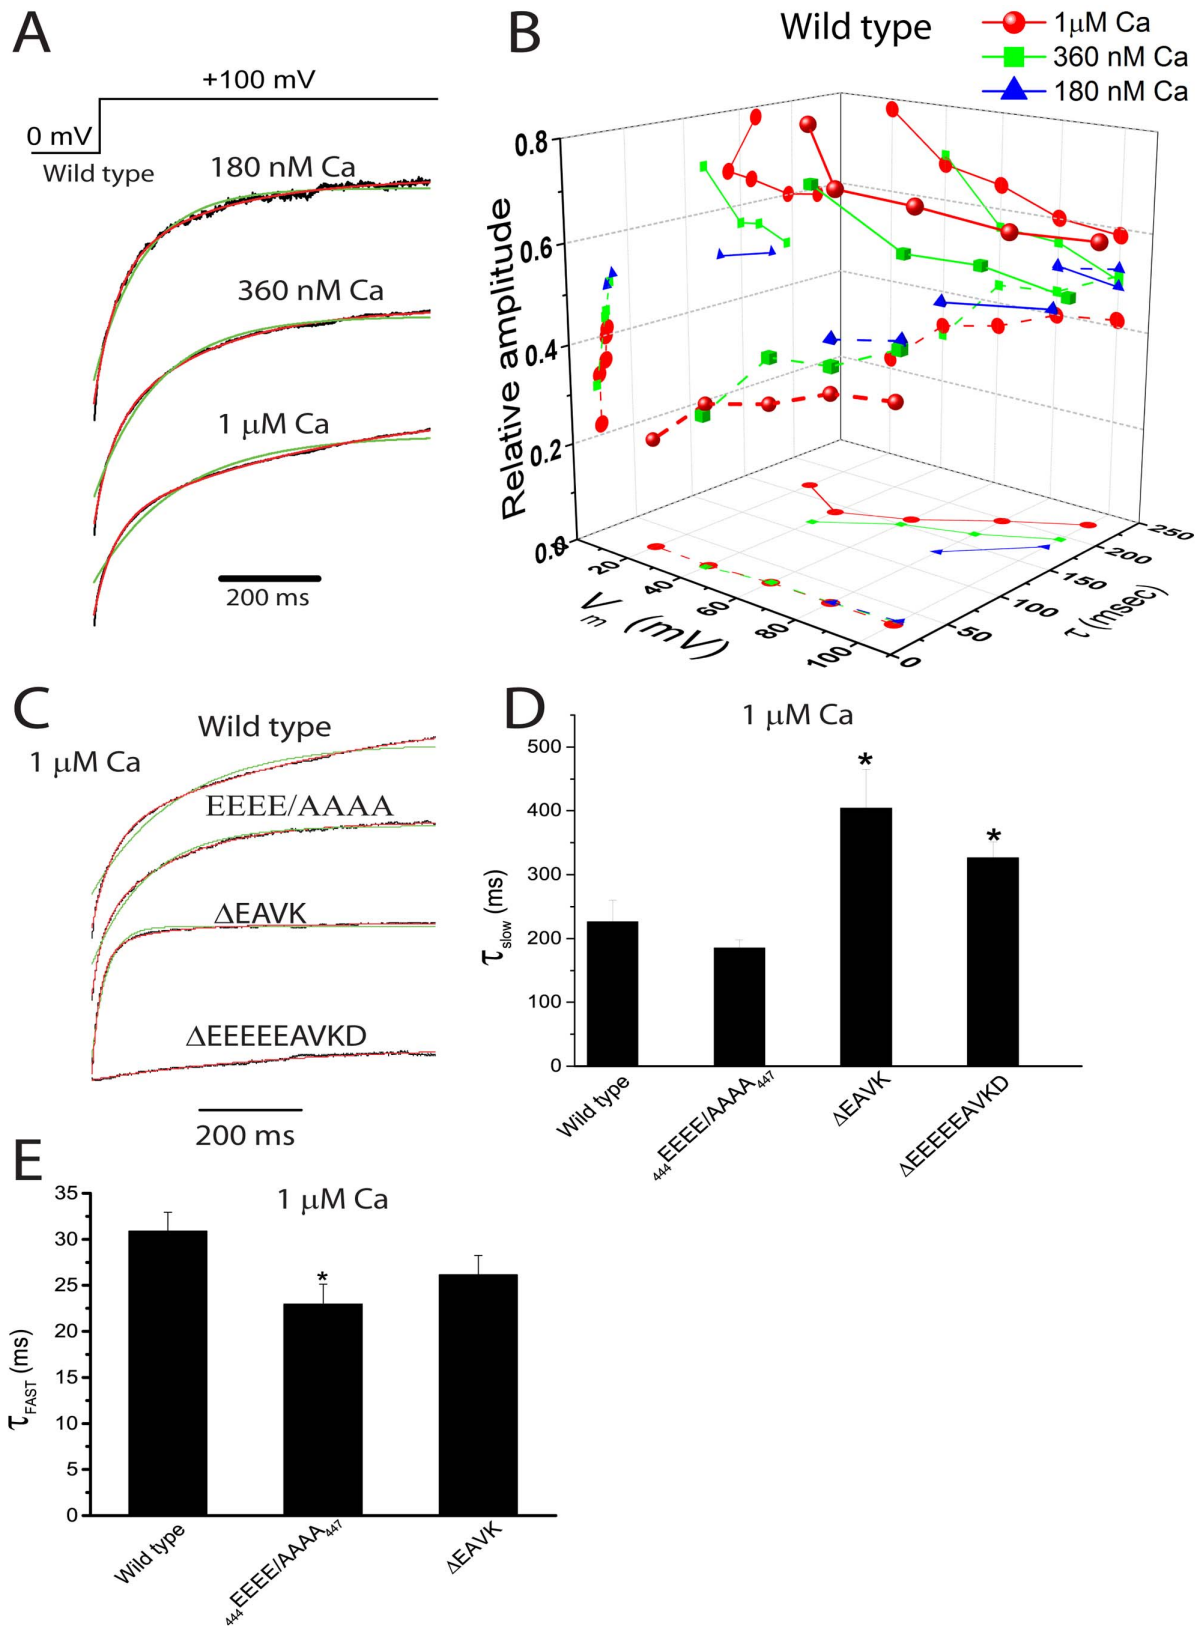 A
+100 mV
0 mV
Wild type
180 nM Ca
360 nM Ca
1 μM Ca
200 ms
B
Wild type
1μM Ca
360 nM Ca
180 nM Ca
Relative amplitude
0.8
0.6
0.4
0.2
0.0
20
40
60
80
100
Vm (mV)
0
50
100
150
200
250
τ (msec)
C
1 μM Ca
Wild type
EEEE/AAAA
ΔEAVK
ΔEEEEEAVKD
200 ms
D
1 μM Ca
τslow (ms)
500
400
300
200
100
0
Wild type
444EEEE/AAAA447
ΔEAVK
ΔEEEEEAVKD
*
*
E
1 μM Ca
τFAST (ms)
35
30
25
20
15
10
5
0
*
Wild type
444EEEE/AAAA447
ΔEAVK